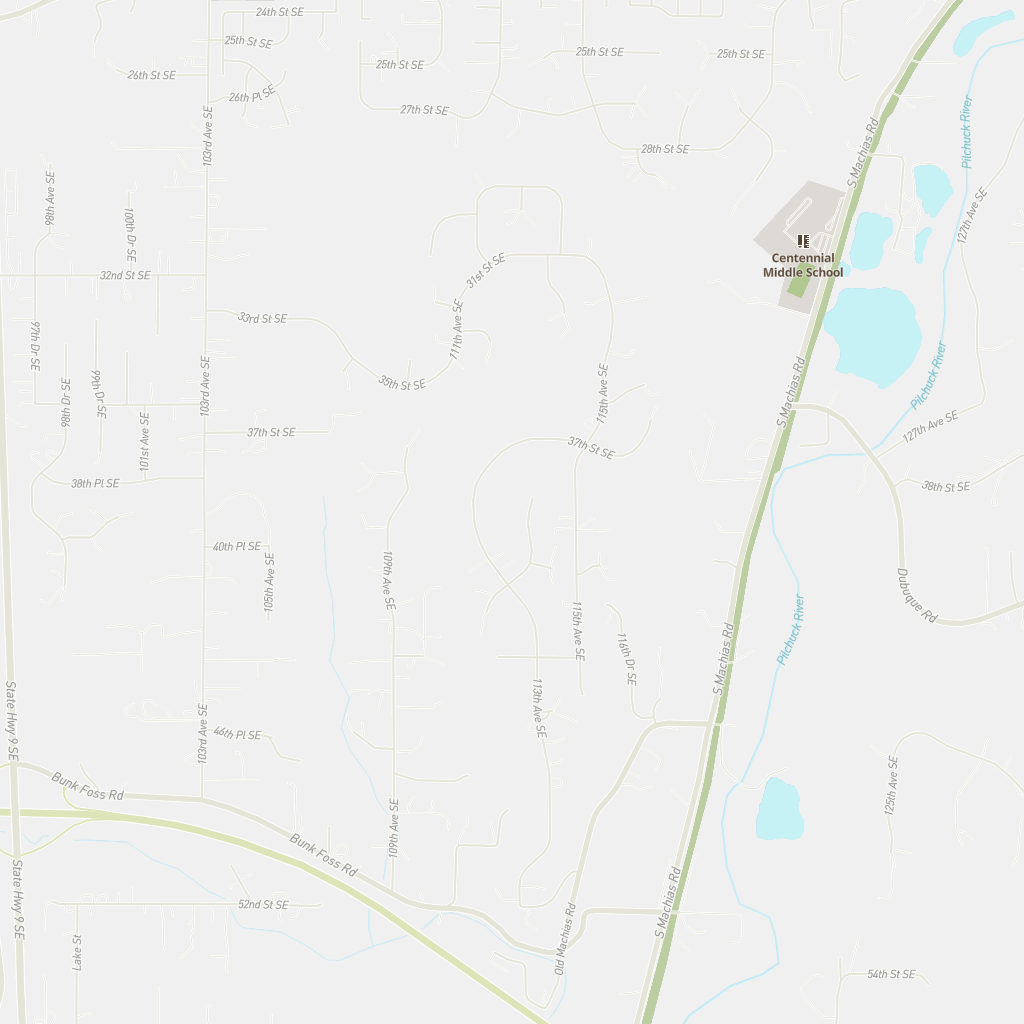 24th St SE
25th St SE
25th St SE
25th St SE
25th St SE
26th St SE
26th Pl SE
27th St SE
103rd Ave SE
S Machias Rd
Pilchuck River
28th St SE
98th Ave SE
100th Dr SE
127th Ave SE
Centennial
Middle School
32nd St SE
31st St SE
33rd St SE
111th Ave SE
97th Dr SE
98th Dr SE
99th Dr SE
103rd Ave SE
35th St SE
115th Ave SE
S Machias Rd
Pilchuck River
127th Ave SE
101st Ave SE
37th St SE
37th St SE
38th Pl SE
38th St SE
40th Pl SE
105th Ave SE
109th Ave SE
115th Ave SE
116th Dr SE
Dubuque Rd
Pilchuck River
S Machias Rd
State Hwy 9 SE
103rd Ave SE
46th Pl SE
113th Ave SE
125th Ave SE
Bunk Foss Rd
Bunk Foss Rd
109th Ave SE
State Hwy 9 SE
52nd St SE
Lake St
Old Machias Rd
S Machias Rd
54th St SE